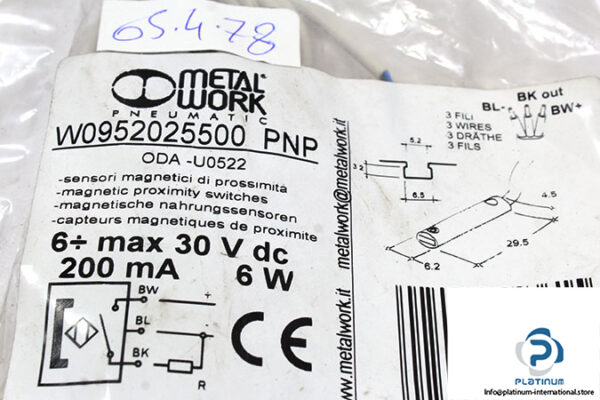 65.4.78
METAL
WORK
PNEUMATIC
W0952025500 PNP
ODA -U0522
-sensori magnetici di prossimità
-magnetic proximity switches
-magnetische nahrungssensoren
-capteurs magnetiques de proximite
6÷ max 30 V dc
200 mA 6 W
BW +
BL -
BK
R
CE
www.metalwork.it
metalwork@metalwork.it
3 FILI
3 WIRES
3 DRÄTHE
3 FILS
BK out
BL-
BW+
5.2
3.2
6.5
4.5
29.5
6.2
PLATINUM
Info@platinum-international.store